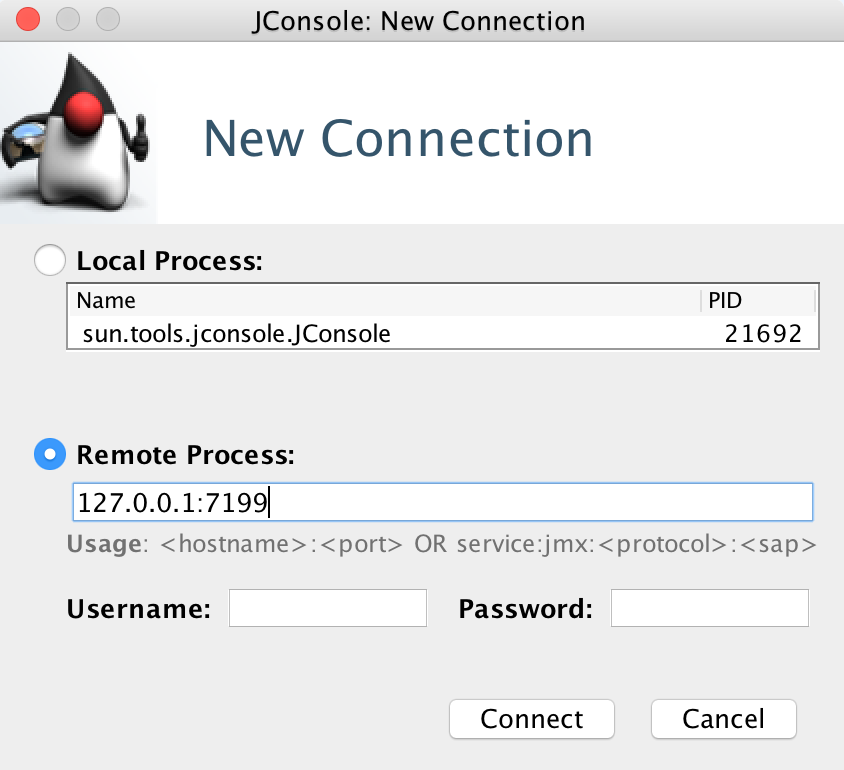 JConsole: New Connection
New Connection
Local Process:
Name PID
sun.tools.jconsole.JConsole 21692
Remote Process:
127.0.0.1:7199
Usage: <hostname>:<port> OR service:jmx:<protocol>:<sap>
Username: Password:
Connect Cancel